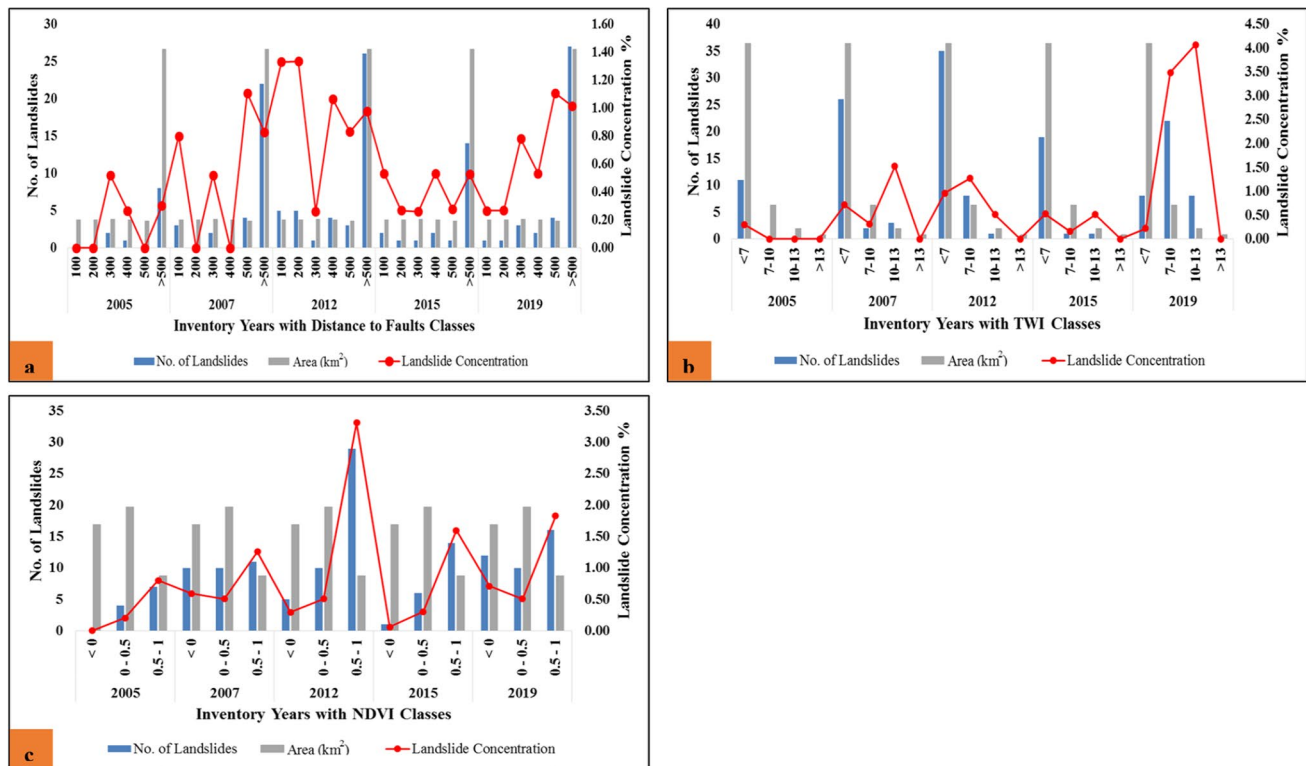 30
25
20
15
10
5
0
No. of Landslides
1.60
1.40
1.20
1.00
0.80
0.60
0.40
0.20
0.00
Landslide Concentration %
100 200 300 400 500 >500 100 200 300 400 500 >500 100 200 300 400 500 >500 100 200 300 400 500 >500 100 200 300 400 500 >500
2005 2007 2012 2015 2019
Inventory Years with Distance to Faults Classes
No. of Landslides Area (km²) Landslide Concentration
a
40
35
30
25
20
15
10
5
0
No. of Landslides
4.50
4.00
3.50
3.00
2.50
2.00
1.50
1.00
0.50
0.00
Landslide Concentration %
<7 7-10 10-13 >13 <7 7-10 10-13 >13 <7 7-10 10-13 >13 <7 7-10 10-13 >13 <7 7-10 10-13 >13
2005 2007 2012 2015 2019
Inventory Years with TWI Classes
No. of Landslides Area (km²) Landslide Concentration
b
35
30
25
20
15
10
5
0
No. of Landslides
3.50
3.00
2.50
2.00
1.50
1.00
0.50
0.00
Landslide Concentration %
< 0 0 - 0.5 0.5 - 1 < 0 0 - 0.5 0.5 - 1 < 0 0 - 0.5 0.5 - 1 < 0 0 - 0.5 0.5 - 1 < 0 0 - 0.5 0.5 - 1
2005 2007 2012 2015 2019
Inventory Years with NDVI Classes
No. of Landslides Area (km²) Landslide Concentration
c